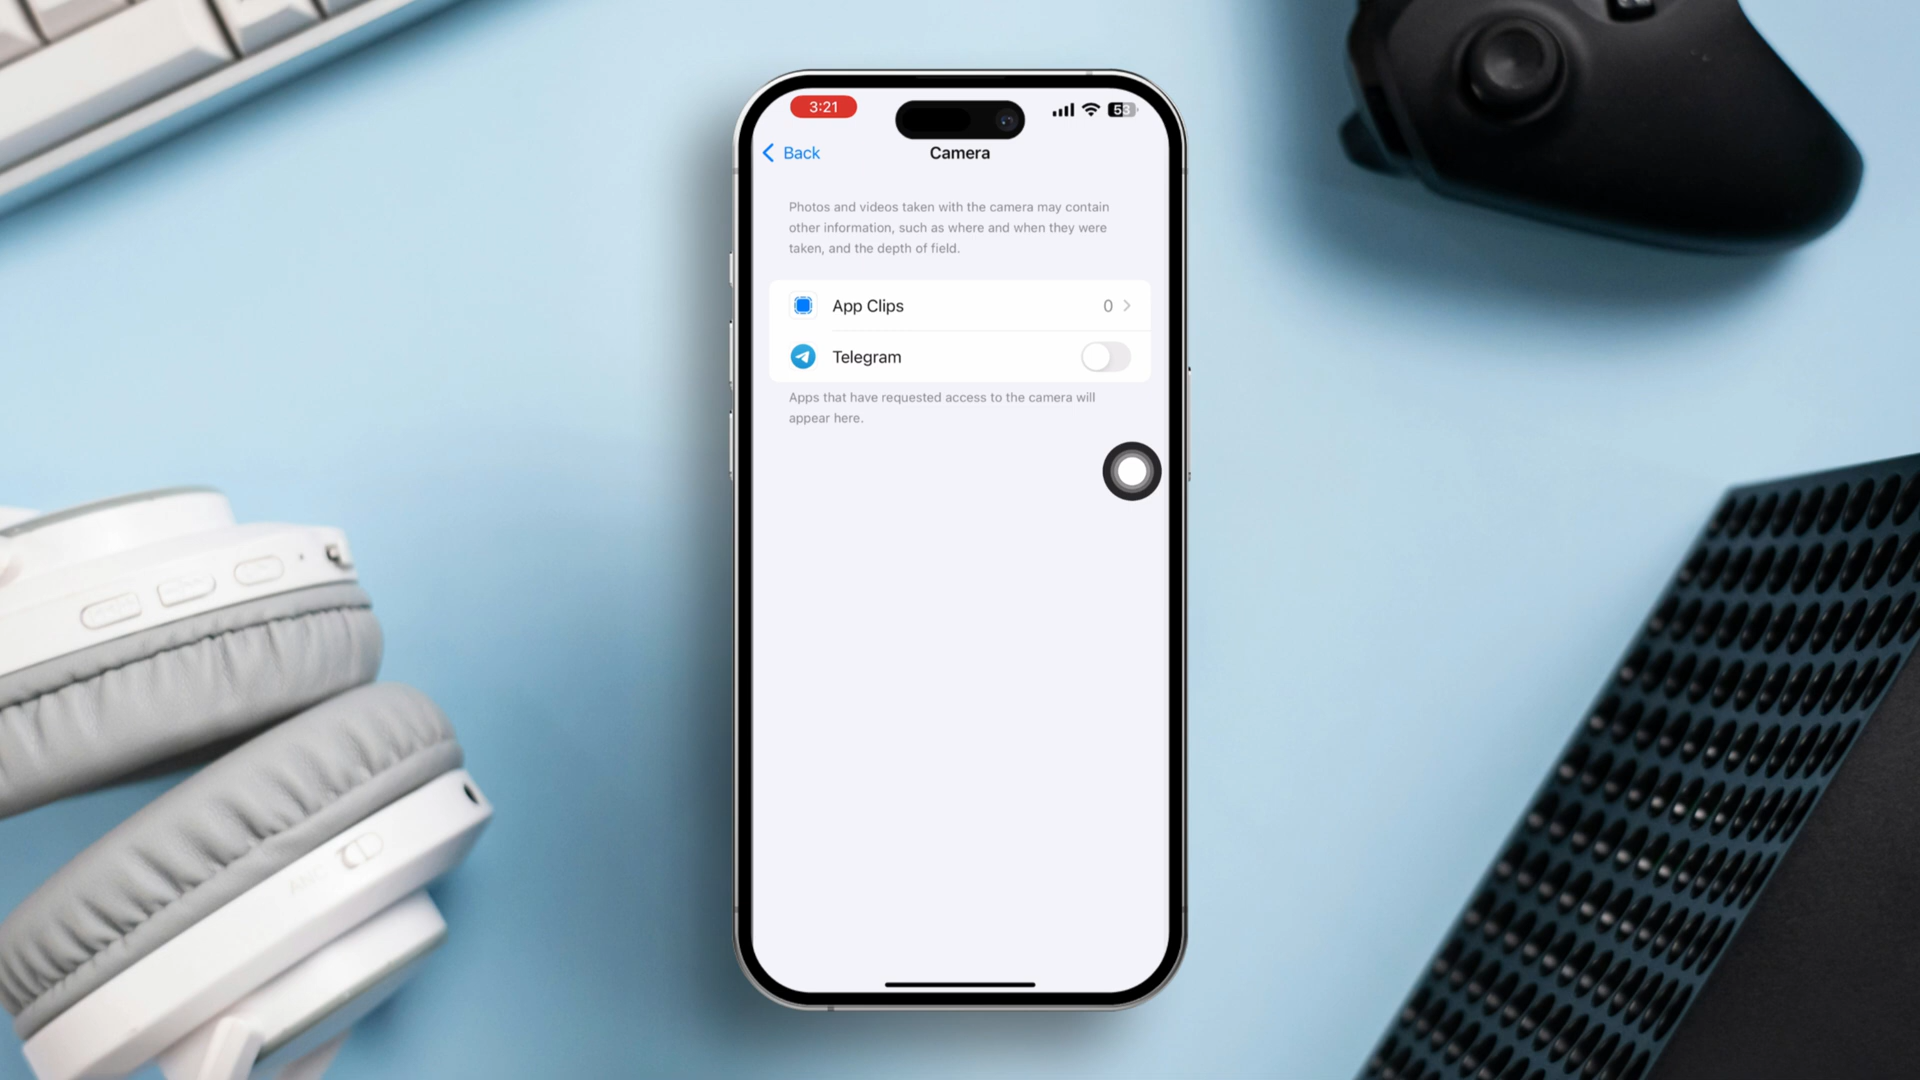 3:21
53
Back
Camera
Photos and videos taken with the camera may contain
other information, such as where and when they were
taken, and the depth of field.
App Clips
0
Telegram
Apps that have requested access to the camera will
appear here.
ANC